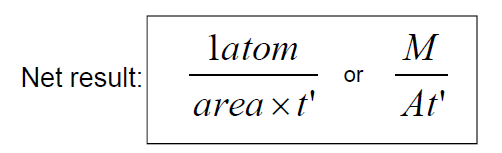 Net result: 1atom / area × t' or M / At'